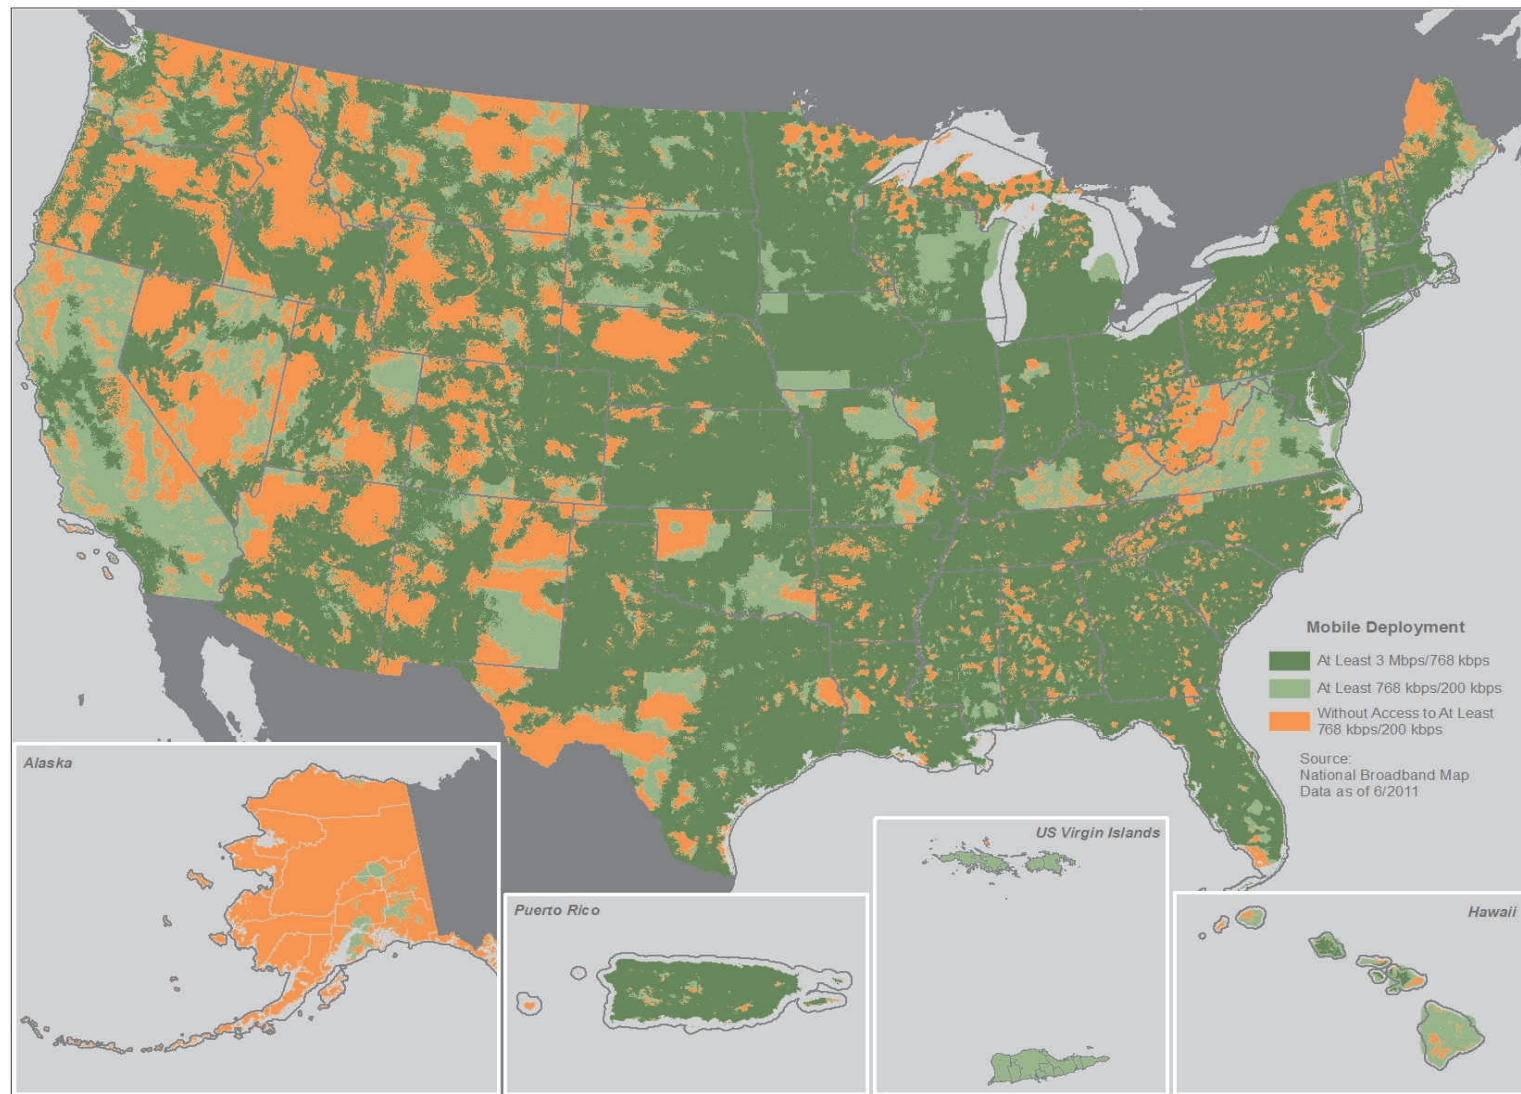 Mobile Deployment
At Least 3 Mbps/768 kbps
At Least 768 kbps/200 kbps
Without Access to At Least
768 kbps/200 kbps
Source:
National Broadband Map
Data as of 6/2011
Alaska
Puerto Rico
US Virgin Islands
Hawaii